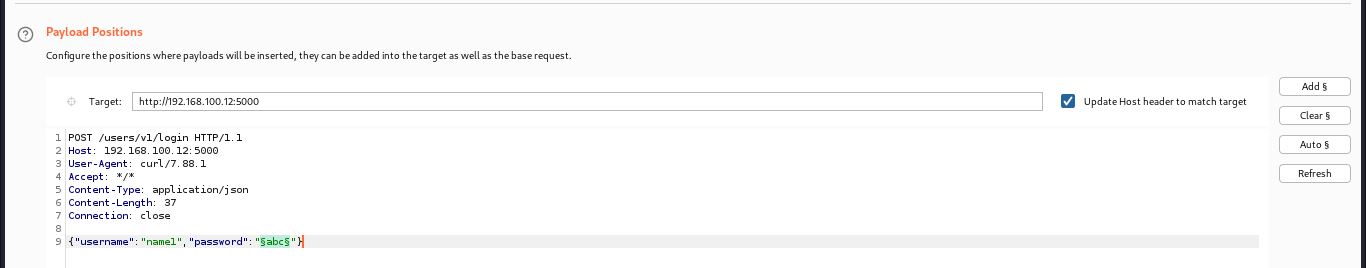 Payload Positions
Configure the positions where payloads will be inserted, they can be added into the target as well as the base request.
Add §
Target: http://192.168.100.12:5000 Update Host header to match target
Clear §
1 POST /users/v1/login HTTP/1.1
2 Host: 192.168.100.12:5000
Auto §
3 User-Agent: curl/7.88.1
4 Accept: */*
Refresh
5 Content-Type: application/json
6 Content-Length: 37
7 Connection: close
8
9 {"username":"name1","password":"§abc§"}